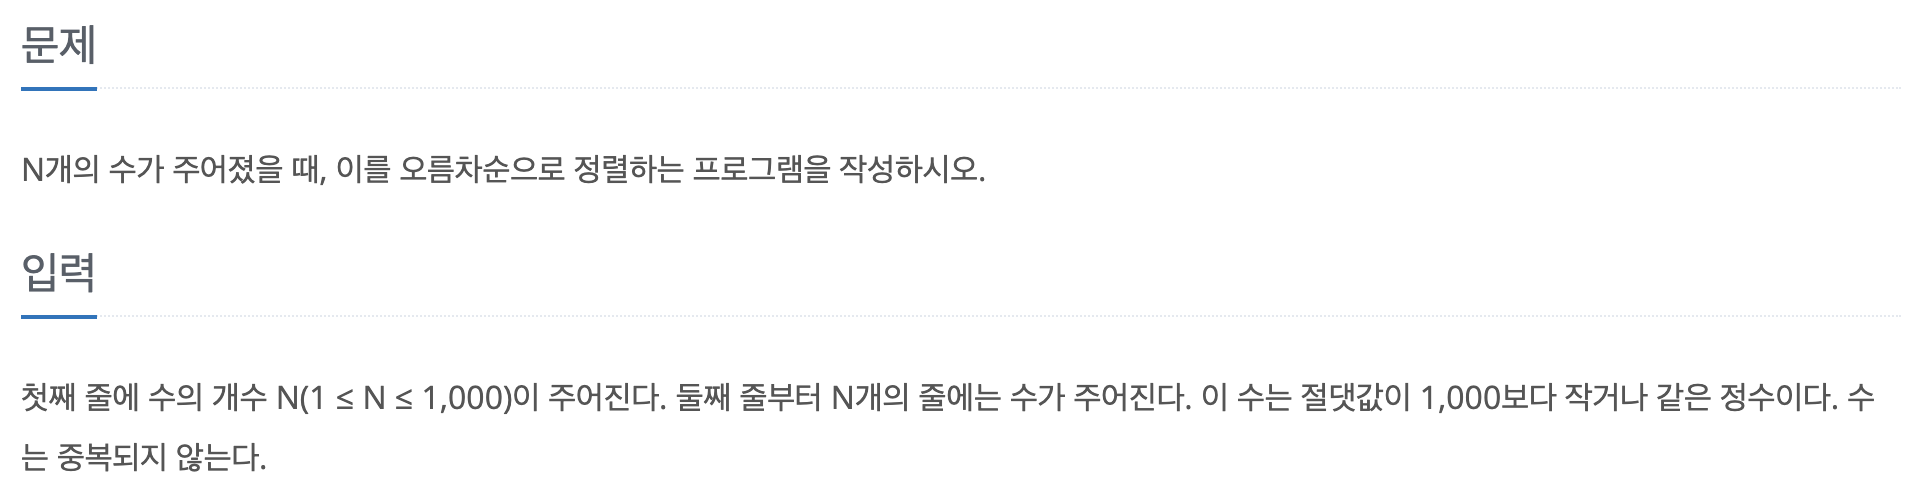 문제
N개의 수가 주어졌을 때, 이를 오름차순으로 정렬하는 프로그램을 작성하시오.
입력
첫째 줄에 수의 개수 N(1 ≤ N ≤ 1,000)이 주어진다. 둘째 줄부터 N개의 줄에는 수가 주어진다. 이 수는 절댓값이 1,000보다 작거나 같은 정수이다. 수
는 중복되지 않는다.